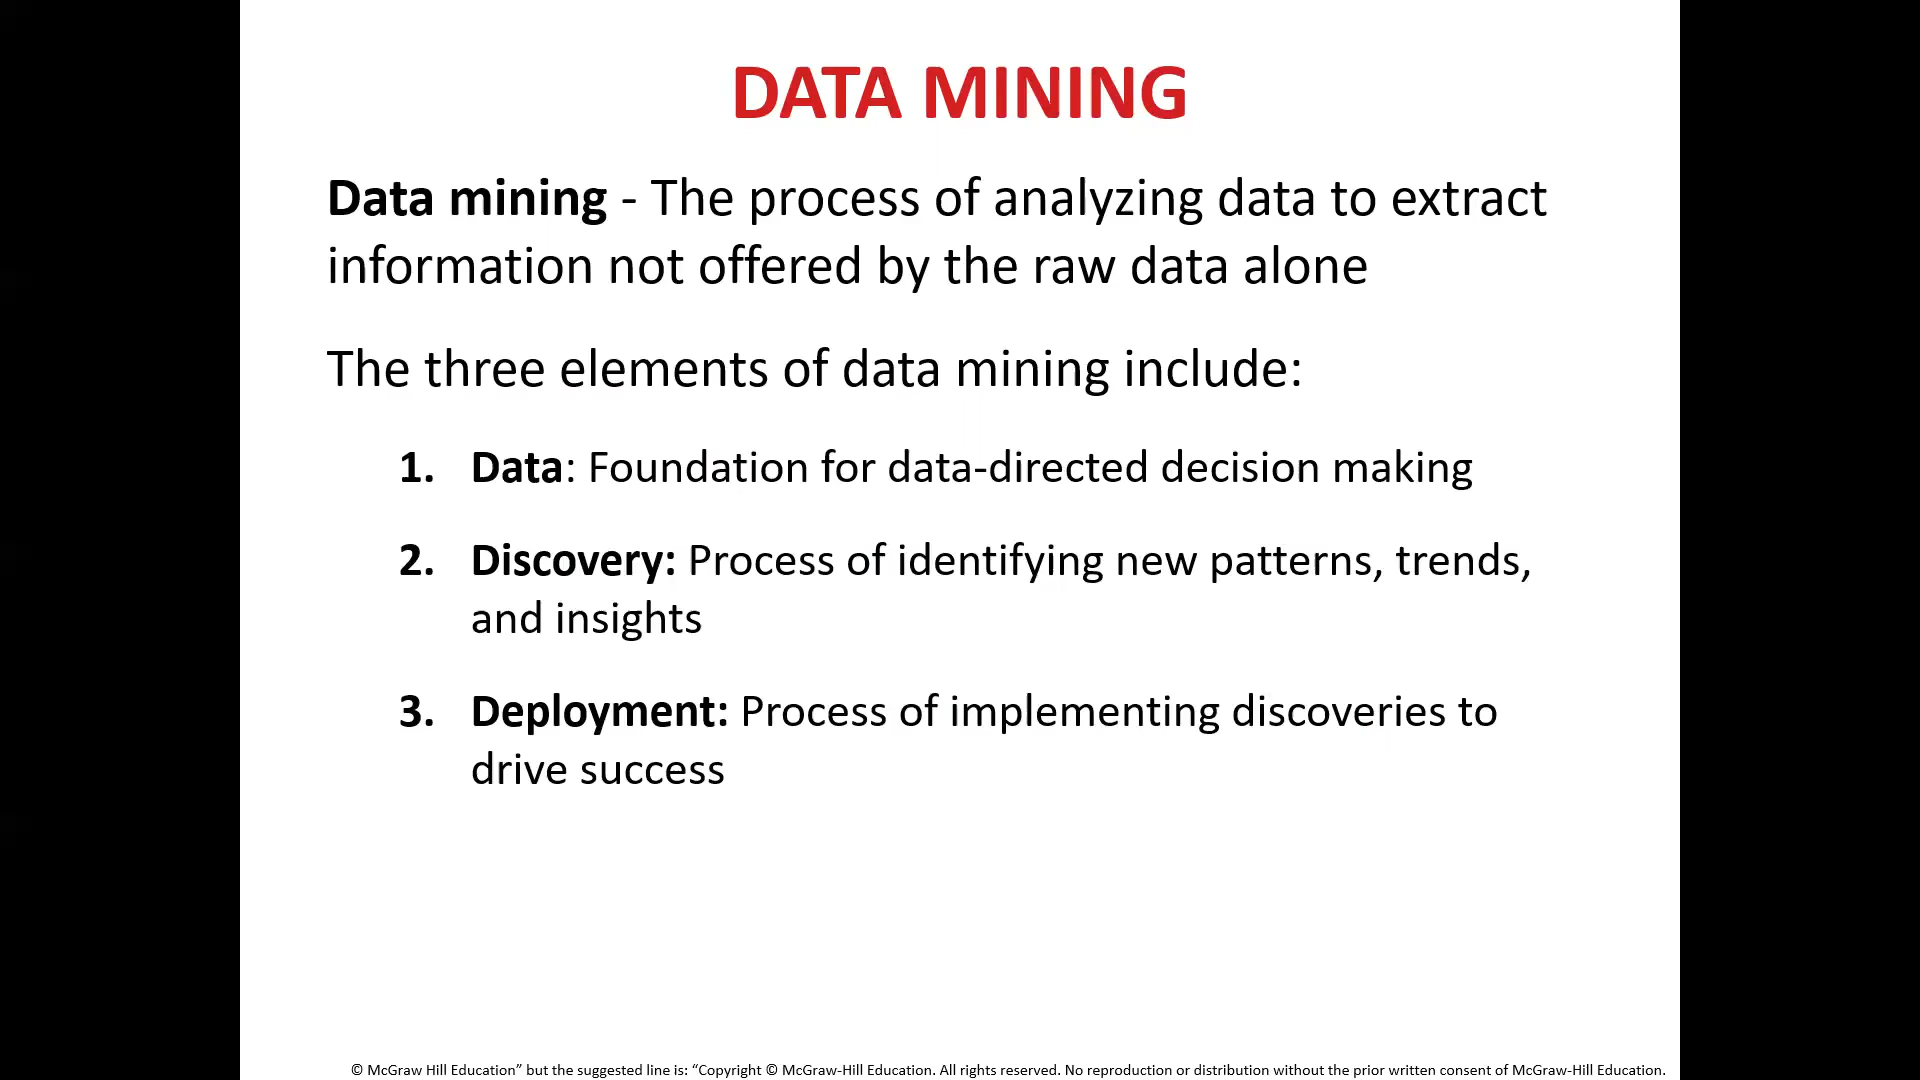 DATA MINING
Data mining - The process of analyzing data to extract
information not offered by the raw data alone
The three elements of data mining include:
1. Data: Foundation for data-directed decision making
2. Discovery: Process of identifying new patterns, trends,
and insights
3. Deployment: Process of implementing discoveries to
drive success
© McGraw Hill Education” but the suggested line is: “Copyright © McGraw-Hill Education. All rights reserved. No reproduction or distribution without the prior written consent of McGraw-Hill Education.